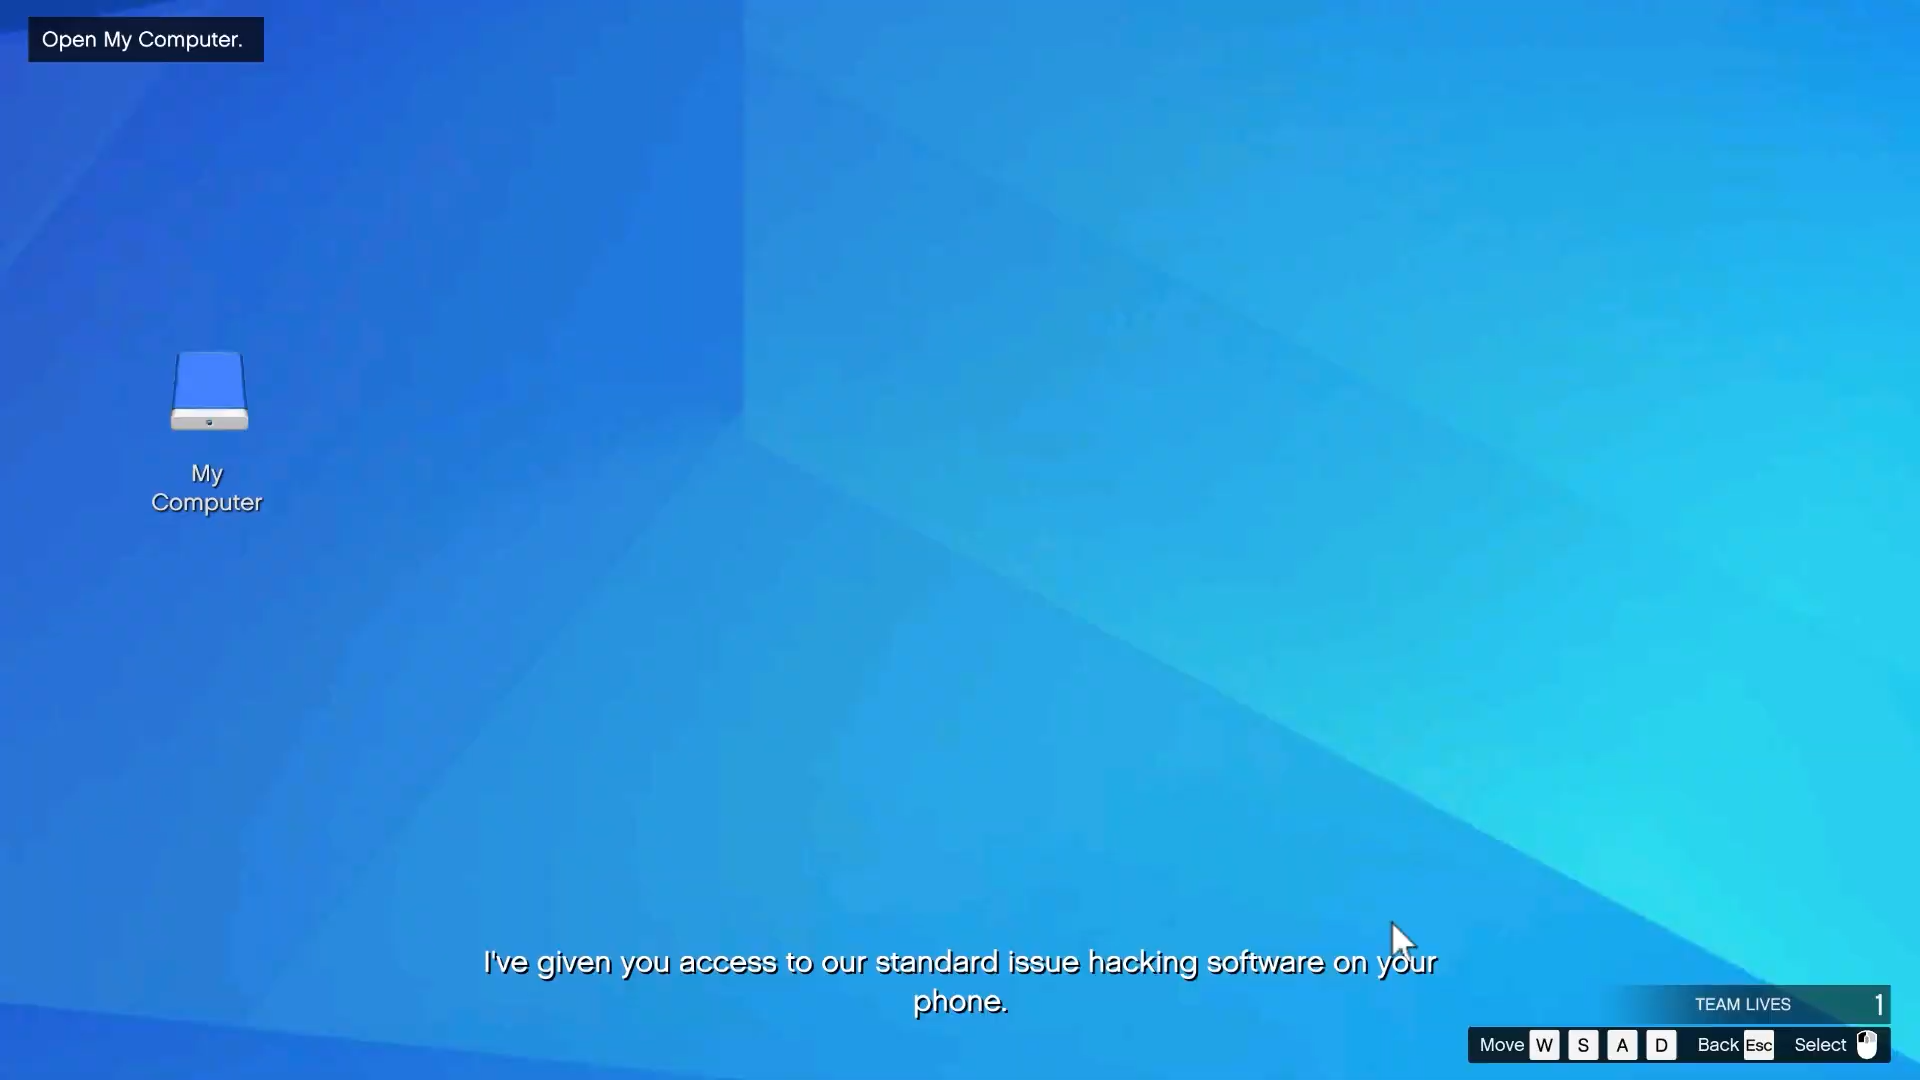 Open My Computer.
My
Computer
I've given you access to our standard issue hacking software on your
phone.
TEAM LIVES 1
Move W S A D Back Esc Select